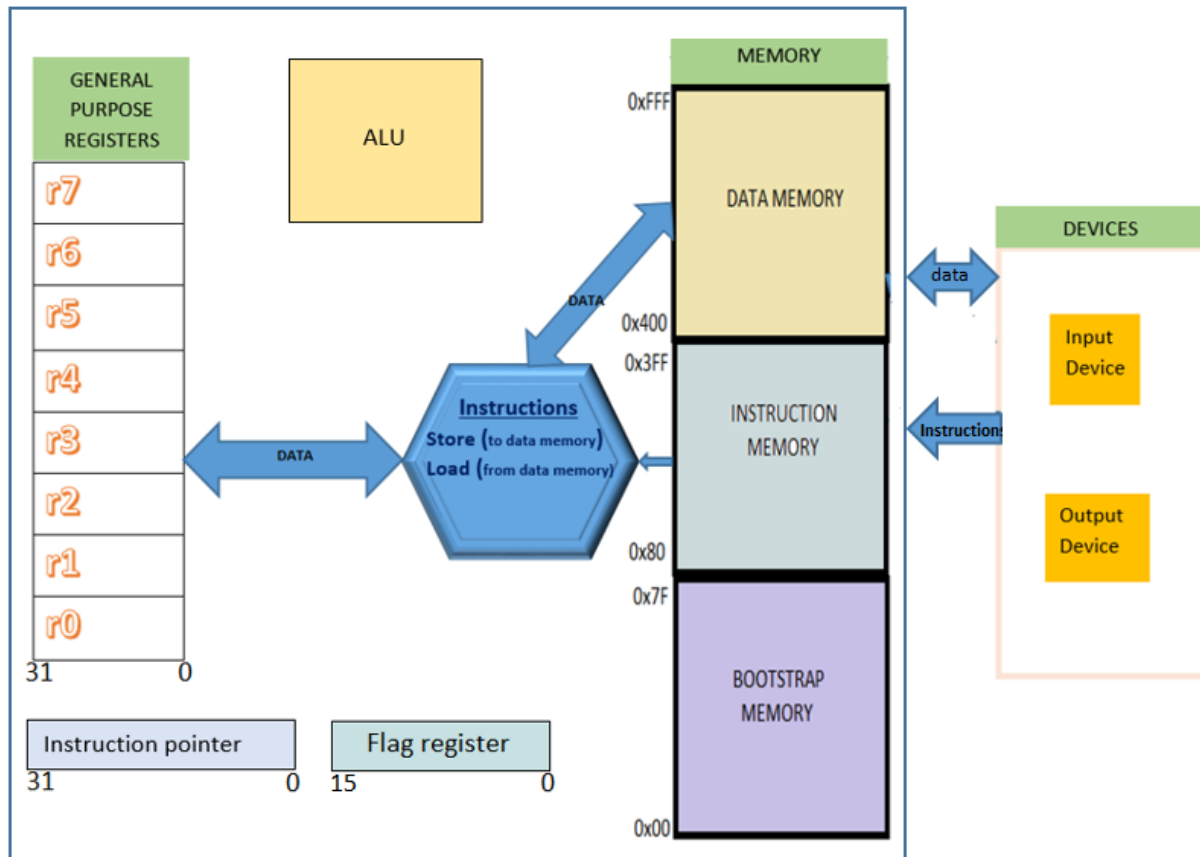 GENERAL
PURPOSE
REGISTERS
r7
r6
r5
r4
r3
r2
r1
r0
31 0
Instruction pointer
31 0
Flag register
15 0
ALU
DATA
DATA
Instructions
Store (to data memory)
Load (from data memory)
MEMORY
0xFFF
DATA MEMORY
0x400
0x3FF
INSTRUCTION
MEMORY
0x80
0x7F
BOOTSTRAP
MEMORY
0x00
data
Instructions
DEVICES
Input
Device
Output
Device